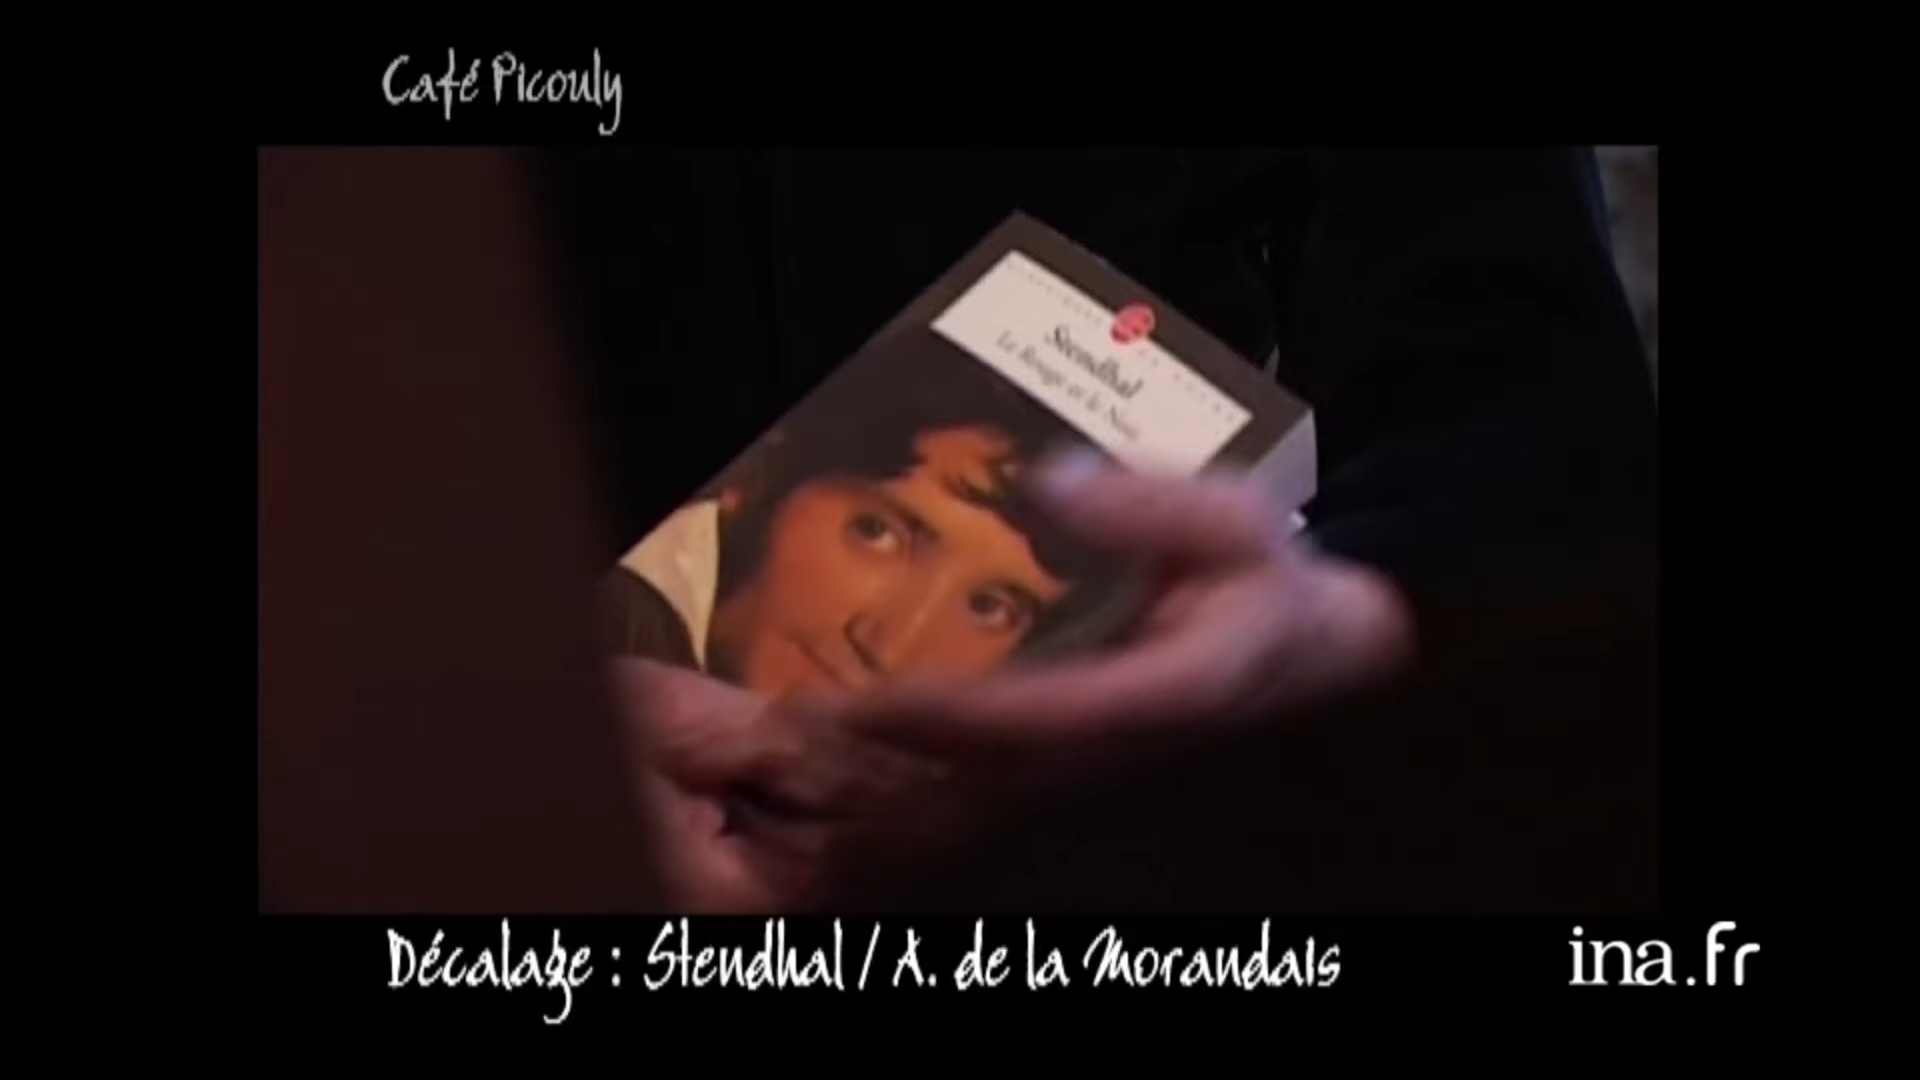 Café Picouly
Stendhal
Le Rouge et le Noir
Décalage : Stendhal / A. de la Morandais
ina.fr